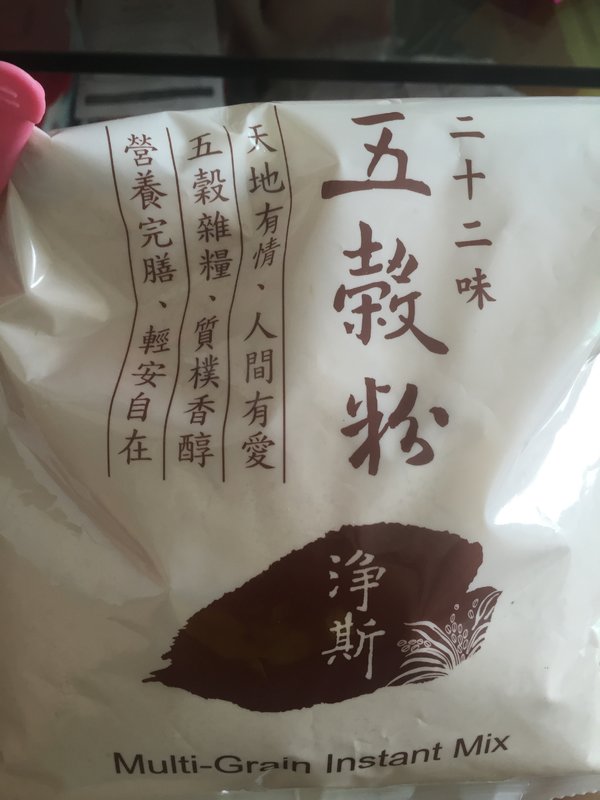 二十二味
五穀粉
天地有情、人間有愛
五穀雜糧、質樸香醇
營養完膳、輕安自在
淨斯
Multi-Grain Instant Mix